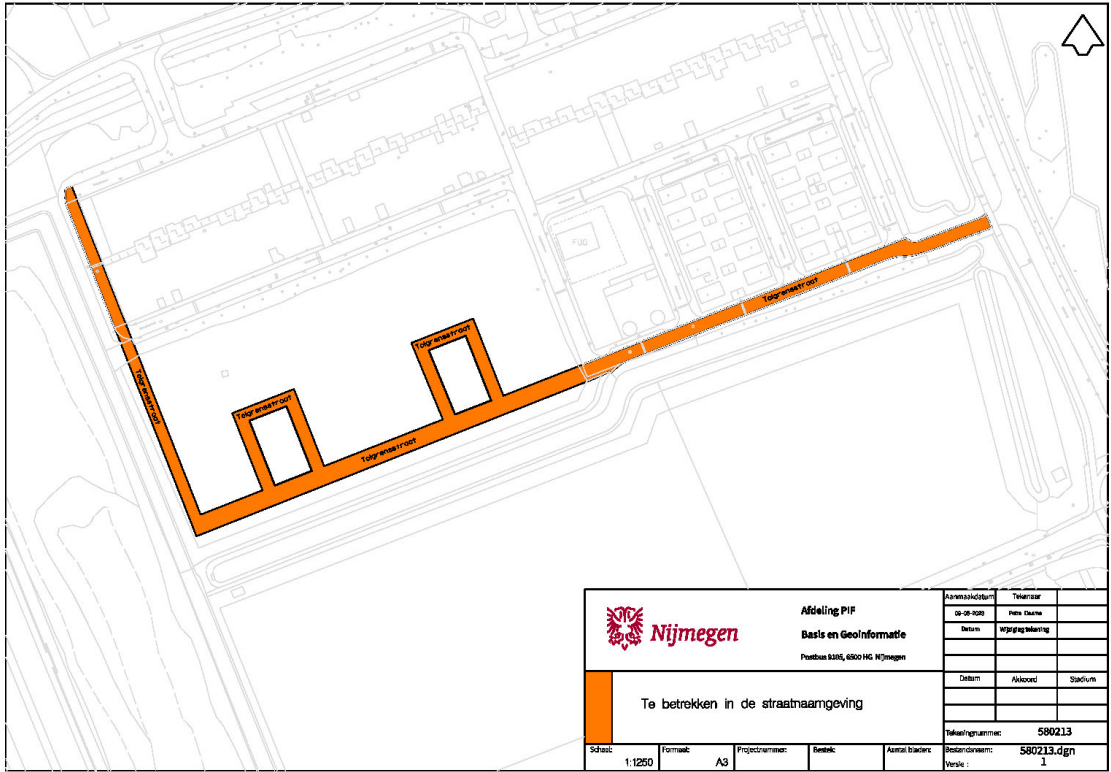 FUO
Tolgrensstraat
Tolgrensstraat
Tolgrensstraat
Tolgrensstraat
Tolgrensstraat
Nijmegen
Afdeling PIF
Basis en Geoinformatie
Postbus 9105, 6500 HG Nijmegen
Aanmaakdatum Tekenaar
Datum Wijziging tekening
Te betrekken in de straatnaamgeving
Datum Akkoord Stadium
Tekeningnummer: 580213
Schaal: 1:1250 Formaat: A3 Projectnummer: Bestek: Aantal bladen:
Bestandsnaam: 580213.dgn
Versie : 1